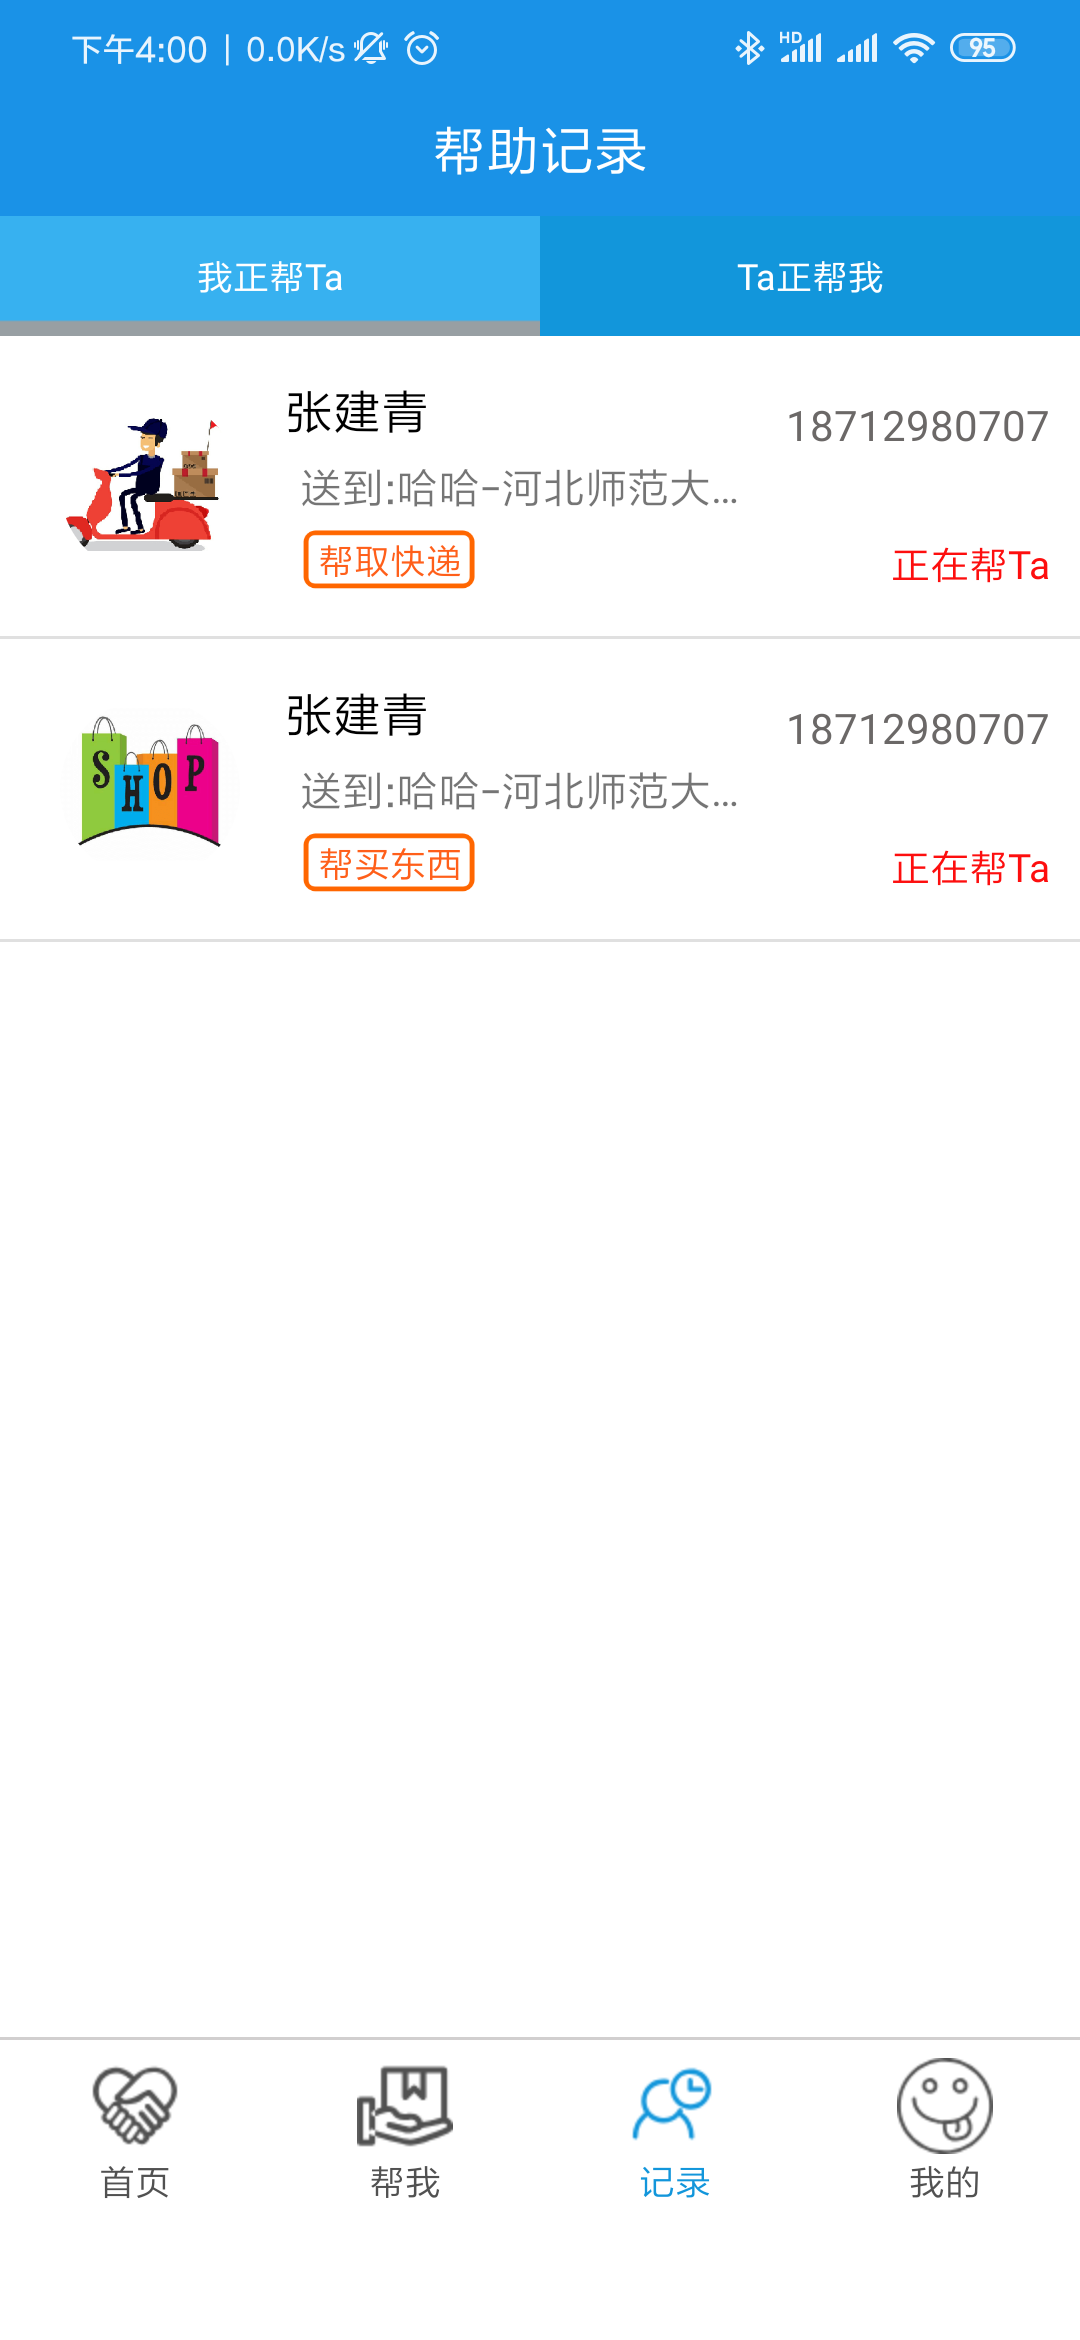 下午4:00 | 0.0K/s
HD
95
帮助记录
我正帮Ta
Ta正帮我
张建青
18712980707
送到:哈哈-河北师范大...
帮取快递
正在帮Ta
SHOP
张建青
18712980707
送到:哈哈-河北师范大...
帮买东西
正在帮Ta
首页
帮我
记录
我的